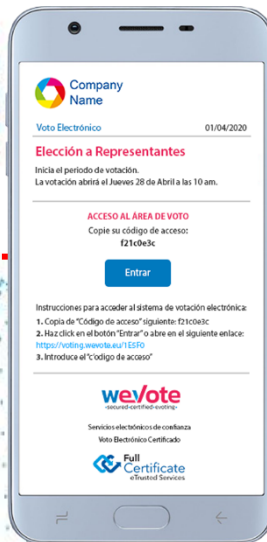 Company
Name
Voto Electrónico 01/04/2020
Elección a Representantes
Inicia el periodo de votación.
La votación abrirá el Jueves 28 de Abril a las 10 am.
ACCESO AL ÁREA DE VOTO
Copie su código de acceso:
f21c0e3c
Entrar
Instrucciones para acceder al sistema de votación electrónica:
1. Copia de "Código de acceso" siguiente: f21c0e3c
2. Haz click en el botón "Entrar" o abre en el siguiente enlace:
https://voting.wevote.eu/1ESF0
3. Introduce el "c'odigo de acceso"
wevote
-secured-certified-evoting-
Servicios electrónicos de confianza
Voto Electrónico Certificado
Full
Certificate
eTrusted Services